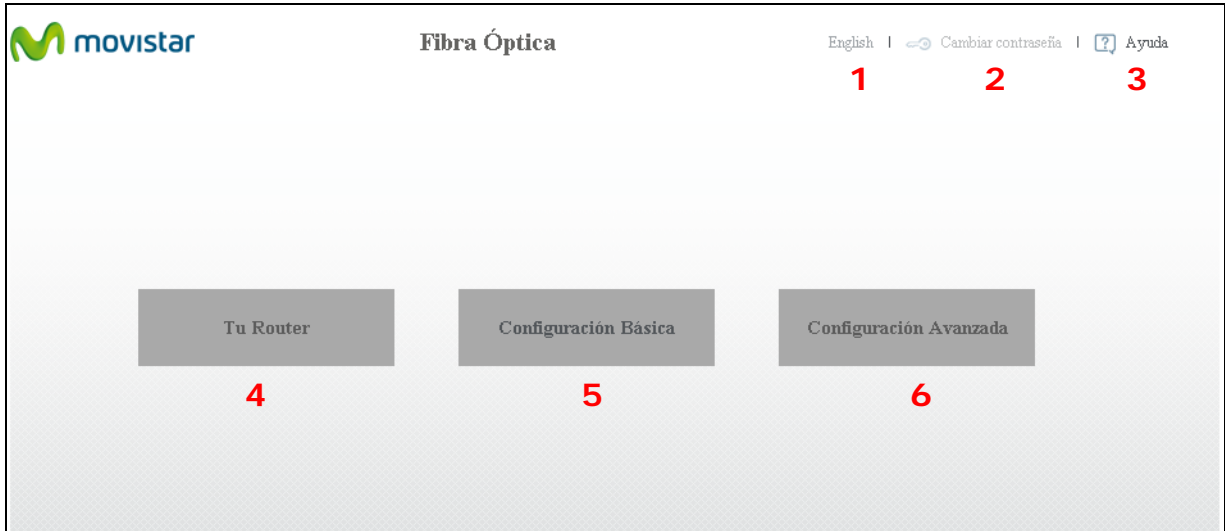 movistar
Fibra Óptica
English | Cambiar contraseña | ? Ayuda
1 2 3
Tu Router Configuración Básica Configuración Avanzada
4 5 6